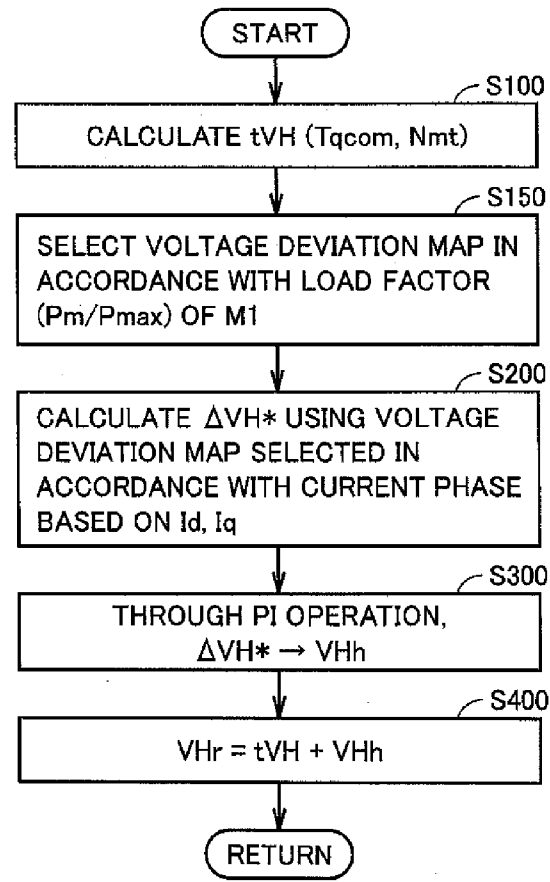 START
S100
CALCULATE tVH (Tqcom, Nmt)
S150
SELECT VOLTAGE DEVIATION MAP IN
ACCORDANCE WITH LOAD FACTOR
(Pm/Pmax) OF M1
S200
CALCULATE ΔVH* USING VOLTAGE
DEVIATION MAP SELECTED IN
ACCORDANCE WITH CURRENT PHASE
BASED ON Id, Iq
S300
THROUGH PI OPERATION,
ΔVH* → VHh
S400
VHr = tVH + VHh
RETURN